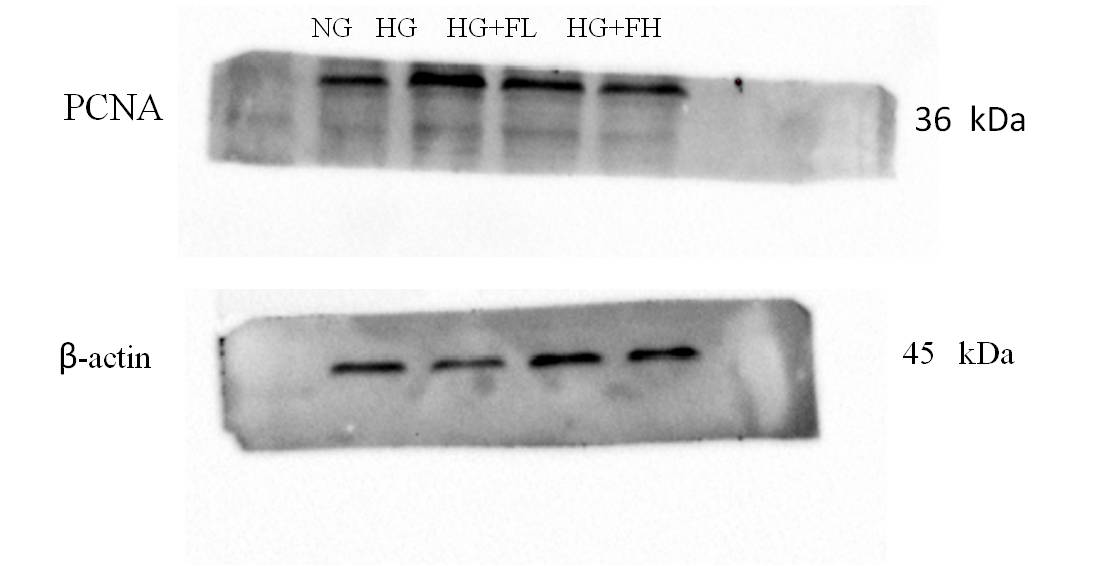 NG HG HG+FL HG+FH
PCNA
36 kDa
β-actin
45 kDa